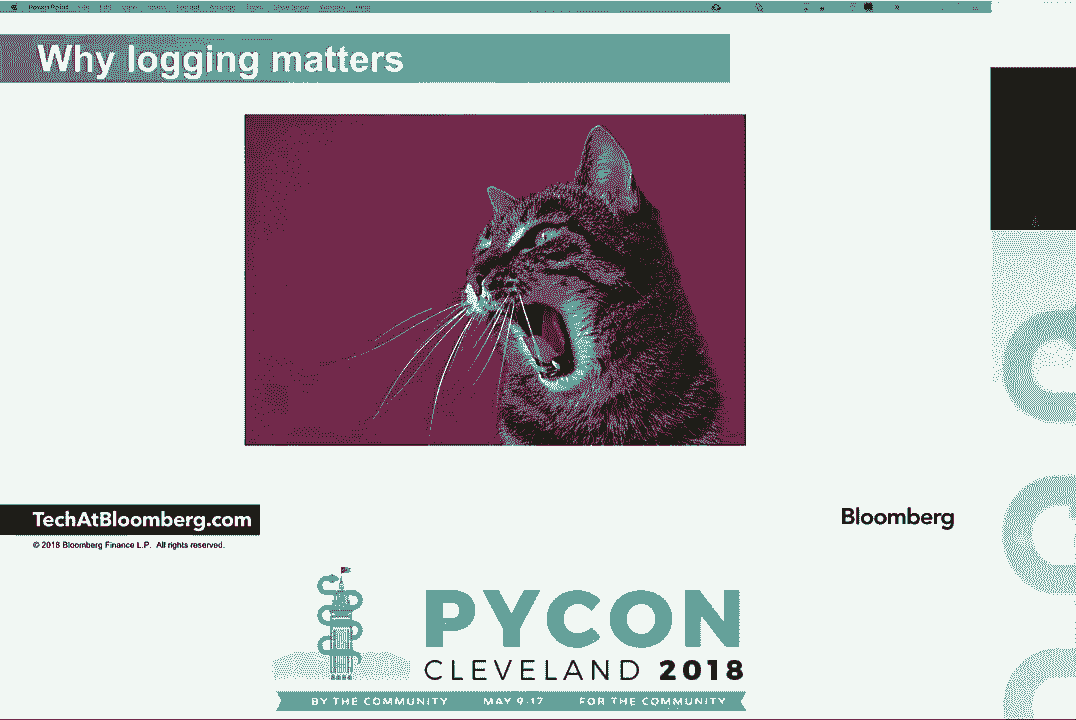 Why logging matters
TechAtBloomberg.com
Bloomberg
© 2018 Bloomberg Finance L.P. All rights reserved.
PYCON
CLEVELAND 2018
BY THE COMMUNITY MAY 9-17 FOR THE COMMUNITY